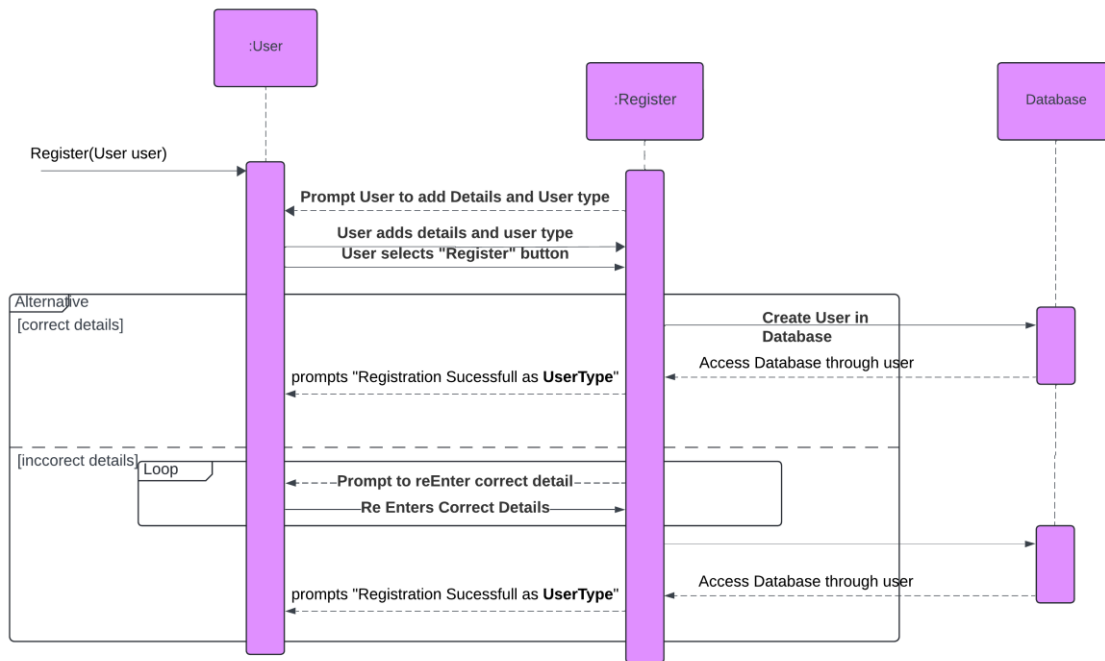 :User
:Register
Database
Register(User user)
Prompt User to add Details and User type
User adds details and user type
User selects "Register" button
Alternative
[correct details]
Create User in
Database
Access Database through user
prompts "Registration Sucessfull as UserType"
[inccorect details]
Loop
Prompt to reEnter correct detail
Re Enters Correct Details
Access Database through user
prompts "Registration Sucessfull as UserType"